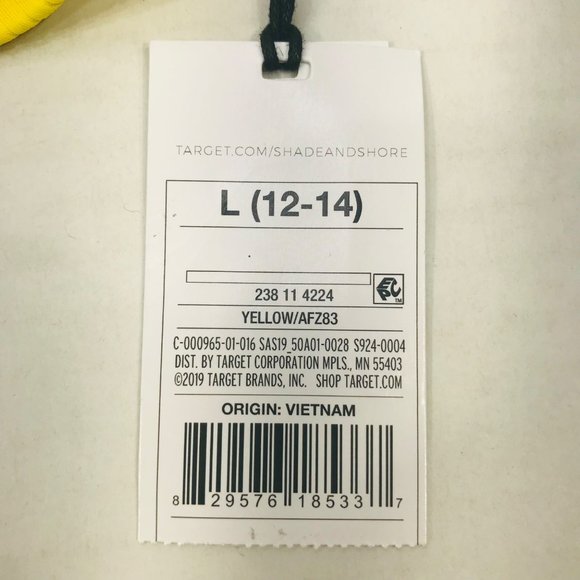 TARGET.COM/SHADEANDSHORE
L (12-14)
238 11 4224
EPC™
YELLOW/AFZ83
C-000965-01-016 SAS19_50A01-0028 S924-0004
DIST. BY TARGET CORPORATION MPLS., MN 55403
©2019 TARGET BRANDS, INC. SHOP TARGET.COM
ORIGIN: VIETNAM
8 29576 18533 7